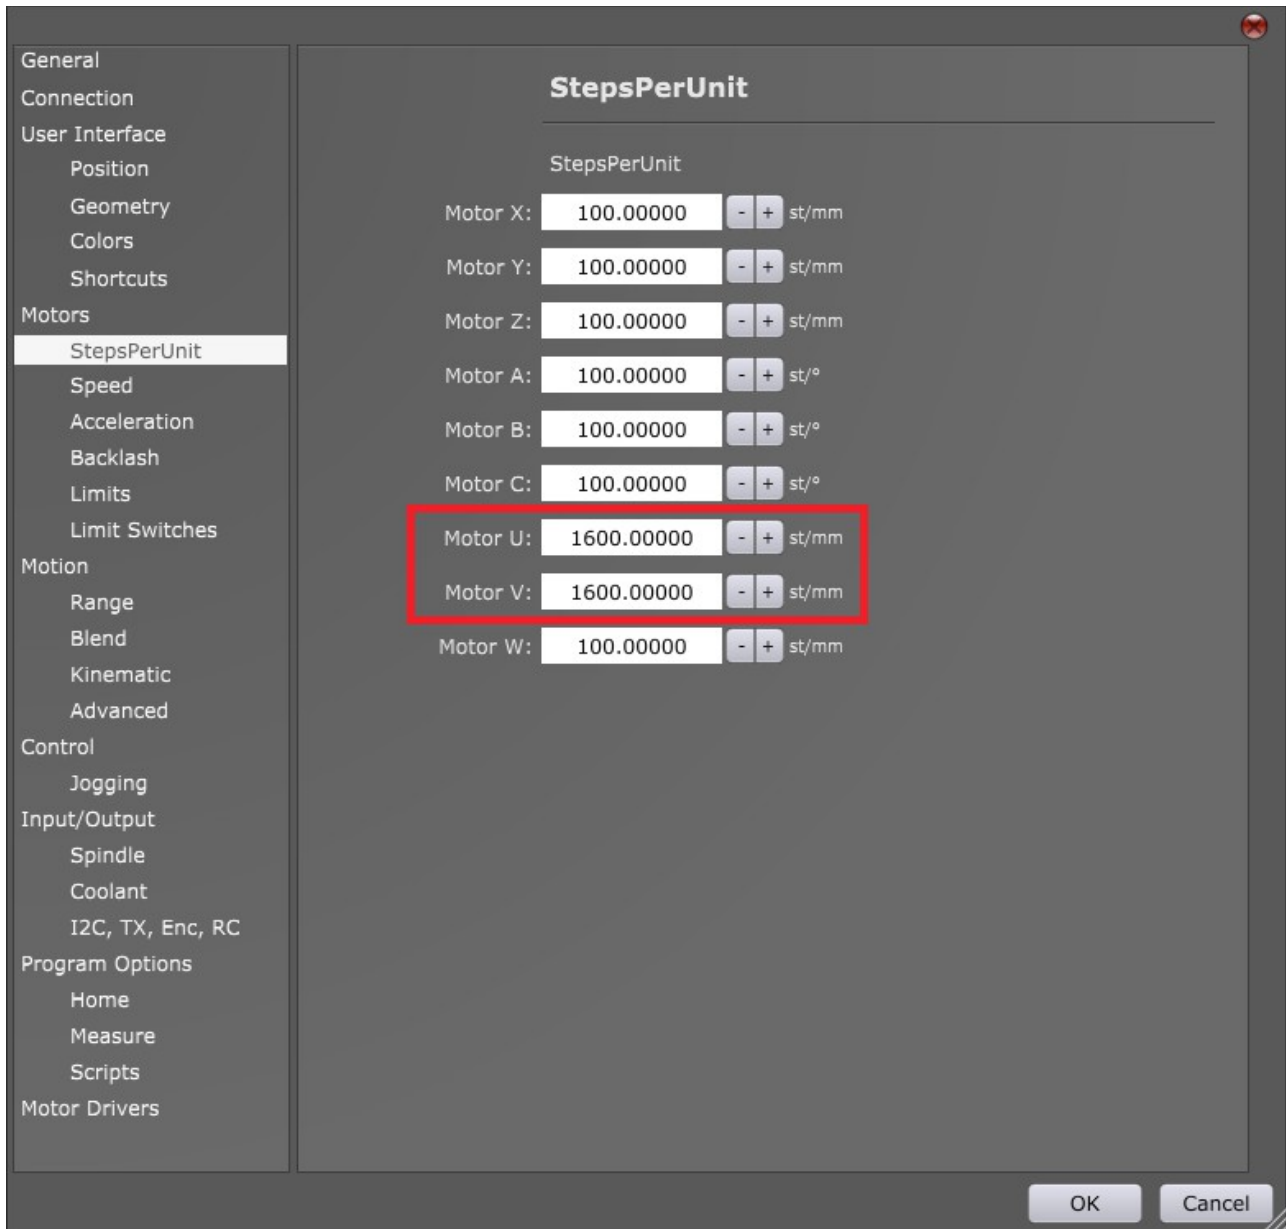 General
Connection
User Interface
Position
Geometry
Colors
Shortcuts
Motors
StepsPerUnit
Speed
Acceleration
Backlash
Limits
Limit Switches
Motion
Range
Blend
Kinematic
Advanced
Control
Jogging
Input/Output
Spindle
Coolant
I2C, TX, Enc, RC
Program Options
Home
Measure
Scripts
Motor Drivers
StepsPerUnit
StepsPerUnit
Motor X: 100.00000 - + st/mm
Motor Y: 100.00000 - + st/mm
Motor Z: 100.00000 - + st/mm
Motor A: 100.00000 - + st/°
Motor B: 100.00000 - + st/°
Motor C: 100.00000 - + st/°
Motor U: 1600.00000 - + st/mm
Motor V: 1600.00000 - + st/mm
Motor W: 100.00000 - + st/mm
OK Cancel